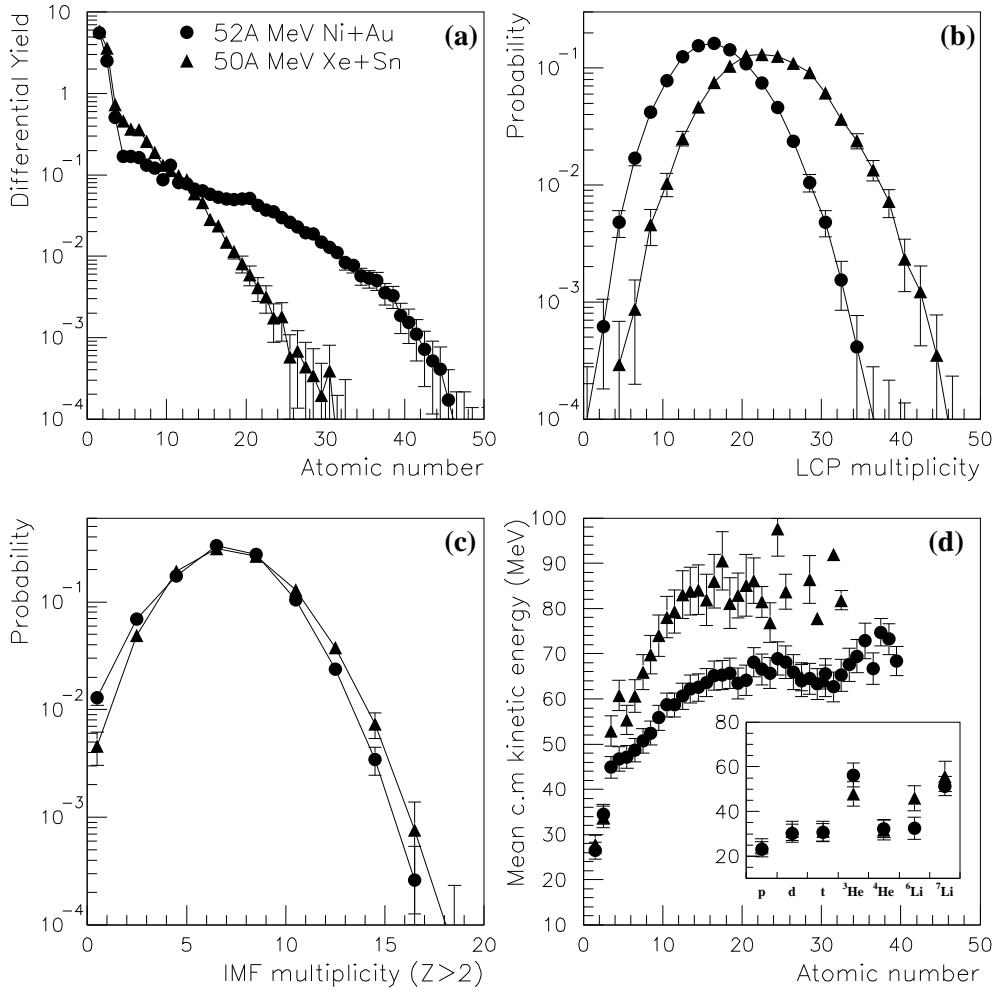 Differential Yield
10
1
10⁻¹
10⁻²
10⁻³
10⁻⁴
52A MeV Ni+Au
50A MeV Xe+Sn
(a)
0 10 20 30 40 50
Atomic number
Probability
10⁻¹
10⁻²
10⁻³
10⁻⁴
(b)
0 10 20 30 40 50
LCP multiplicity
Probability
10⁻¹
10⁻²
10⁻³
10⁻⁴
(c)
0 5 10 15 20
IMF multiplicity (Z>2)
Mean c.m kinetic energy (MeV)
100
90
80
70
60
50
40
30
20
10
(d)
80
60
40
20
p d t ³He ⁴He ⁶Li ⁷Li
0 10 20 30 40 50
Atomic number